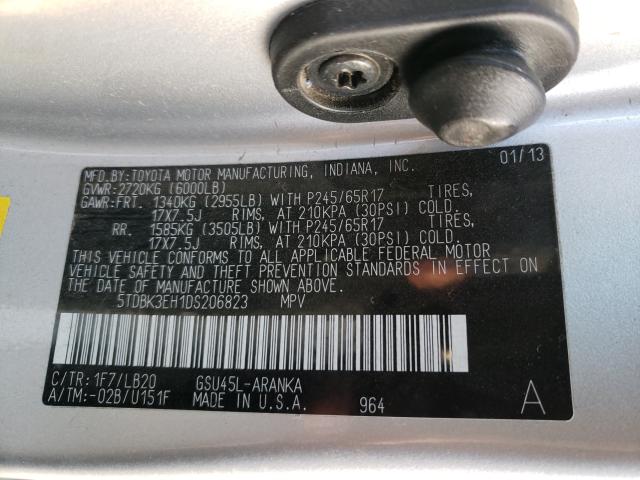 MFD.BY:TOYOTA MOTOR MANUFACTURING, INDIANA, INC. 01/13
GVWR:2720KG (6000LB)
GAWR:FRT. 1340KG (2955LB) WITH P245/65R17 TIRES,
17X7.5J RIMS, AT 210KPA (30PSI) COLD.
RR. 1585KG (3505LB) WITH P245/65R17 TIRES,
17X7.5J RIMS, AT 210KPA (30PSI) COLD.
THIS VEHICLE CONFORMS TO ALL APPLICABLE FEDERAL MOTOR
VEHICLE SAFETY STANDARDS IN EFFECT ON
THE DATE OF MANUFACTURE SHOWN ABOVE.
5TDBK3EH1DS206823 MPV
C/TR: 1F7/LB20 GSU45L-ARANKA
A/TM:-02B/U151F MADE IN U.S.A. 964 A